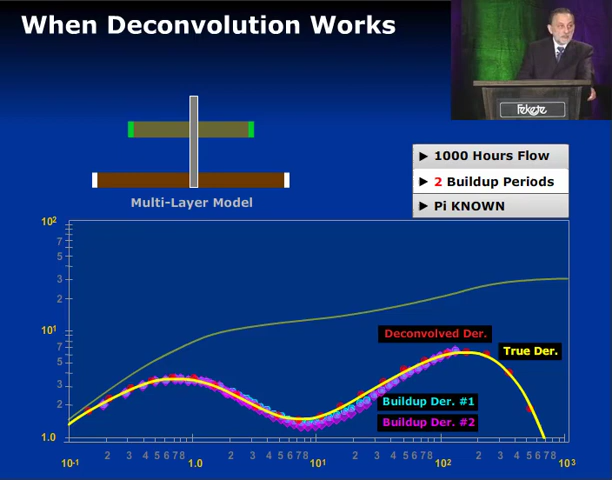 When Deconvolution Works
Fekete
Multi-Layer Model
► 1000 Hours Flow
► 2 Buildup Periods
► Pi KNOWN
10²
7
5
3
2
10¹
7
5
3
2
1.0
Deconvolved Der.
True Der.
Buildup Der. #1
Buildup Der. #2
10⁻¹ 2 3 4 5 6 7 8 1.0 2 3 4 5 6 7 8 10¹ 2 3 4 5 6 7 8 10² 2 3 4 5 6 7 8 10³